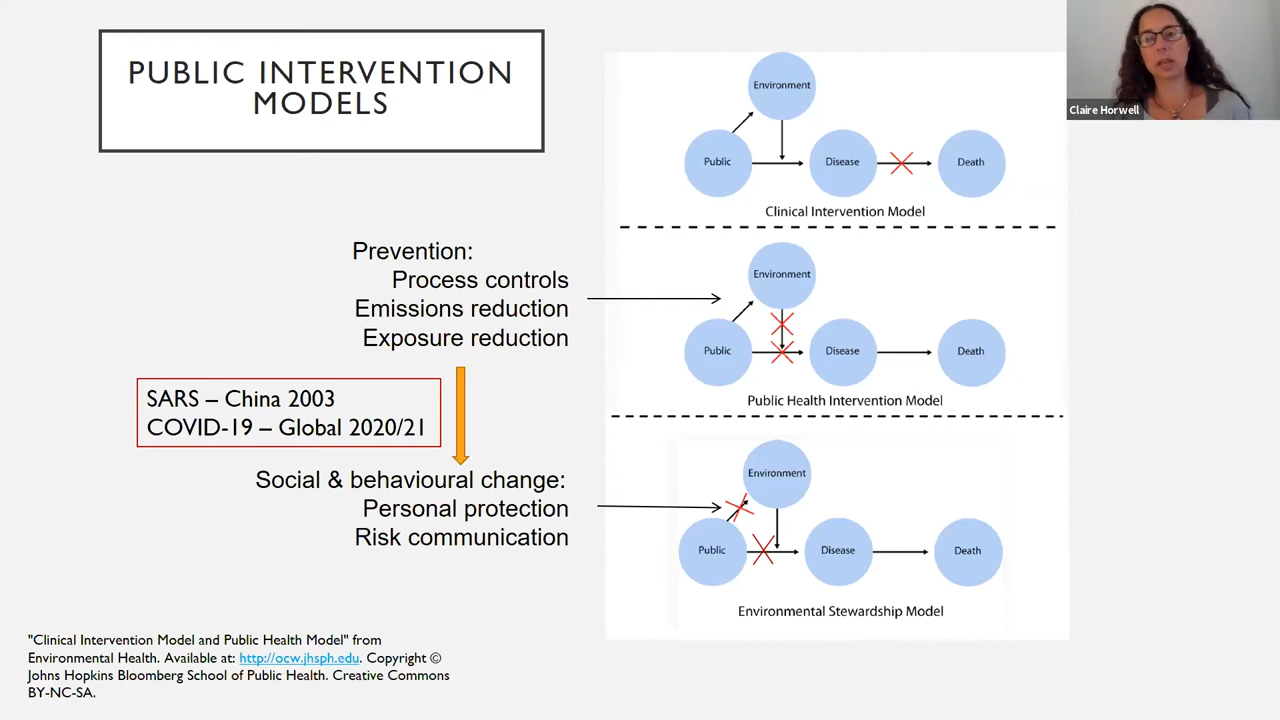 PUBLIC INTERVENTION
MODELS
Claire Horwell
Environment
Public
Disease
Death
Clinical Intervention Model
Prevention:
Process controls
Emissions reduction
Exposure reduction
Environment
Public
Disease
Death
Public Health Intervention Model
SARS – China 2003
COVID-19 – Global 2020/21
Social & behavioural change:
Personal protection
Risk communication
Environment
Public
Disease
Death
Environmental Stewardship Model
"Clinical Intervention Model and Public Health Model" from
Environmental Health. Available at: http://ocw.jhsph.edu. Copyright ©
Johns Hopkins Bloomberg School of Public Health. Creative Commons
BY-NC-SA.